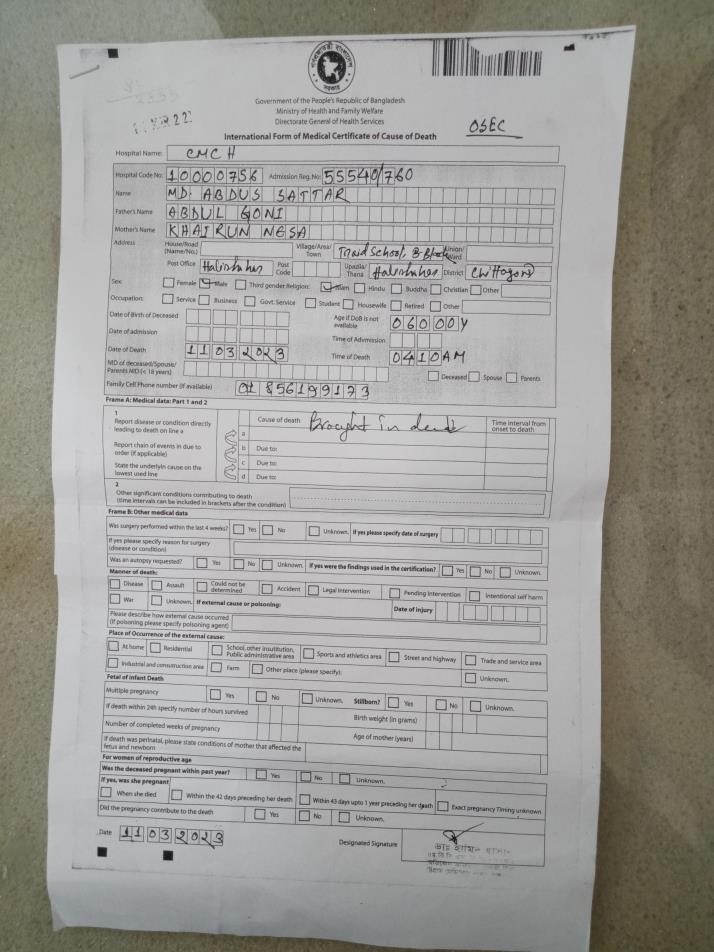 Government of the People's Republic of Bangladesh
Ministry of Health and Family Welfare
Directorate General of Health Services
OSEC
International Form of Medical Certificate of Cause of Death
Hospital Name: CMCH
Hospital Code No: 10000756 Admission Reg. No: 55540/760
Name MD. ABDUS SATTAR
Father's Name ABDUL GONI
Mother's Name KHAIRUN NESA
Address House/Road (Name/No.) Village/Area/Town School, B-Block Union/Ward
Post Office Halishahar Post Code Upazila/Thana Halishahar District Chittagong
Sex: Female Male Third gender Religion: Islam Hindu Buddha Christian Other
Occupation: Service Business Govt. Service Student Housewife Retired Other
Date of Birth of Deceased Age if DoB is not available 06000Y
Date of admission Time of Admission
Date of Death 11032023 Time of Death 0410AM
NID of deceased/Spouse/Parents NID (< 18 years) Deceased Spouse Parents
Family Cell Phone number (if available) 01856199173
Frame A: Medical data: Part 1 and 2
1
Report disease or condition directly leading to death on line a
a Cause of death Brought in dead Time interval from onset to death
Report chain of events in due to order (if applicable)
b Due to:
State the underlyin cause on the lowest used line
c Due to:
d Due to:
2
Other significant conditions contributing to death
(time intervals can be included in brackets after the condition)
Frame B: Other medical data
Was surgery performed within the last 4 weeks? Yes No Unknown. If yes please specify date of surgery
If yes please specify reason for surgery (disease or condition)
Was an autopsy requested? Yes No Unknown. If yes were the findings used in the certification? Yes No Unknown.
Manner of death:
Disease Assault Could not be determined Accident Legal intervention Pending Intervention Intentional self harm
War Unknown. If external cause or poisoning: Date of injury
Please describe how external cause occurred
(If poisoning please specify poisoning agent)
Place of Occurrence of the external cause:
At home Residential School, other institution, Public administrative area Sports and athletics area Street and highway Trade and service area
Industrial and construction area Farm Other place (please specify): Unknown.
Fetal of infant Death
Multiple pregnancy Yes No Unknown. Stillborn? Yes No Unknown.
If death within 24h specify number of hours survived Birth weight (in grams)
Number of completed weeks of pregnancy Age of mother (years)
If death was perinatal, please state conditions of mother that affected the fetus and newborn
For women of reproductive age
Was the deceased pregnant within past year? Yes No Unknown.
If yes, was she pregnant
When she died Within the 42 days preceding her death Within 43 days upto 1 year preceding her death Exact pregnancy Timing unknown
Did the pregnancy contribute to the death Yes No Unknown.
Date 11032023 Designated Signature